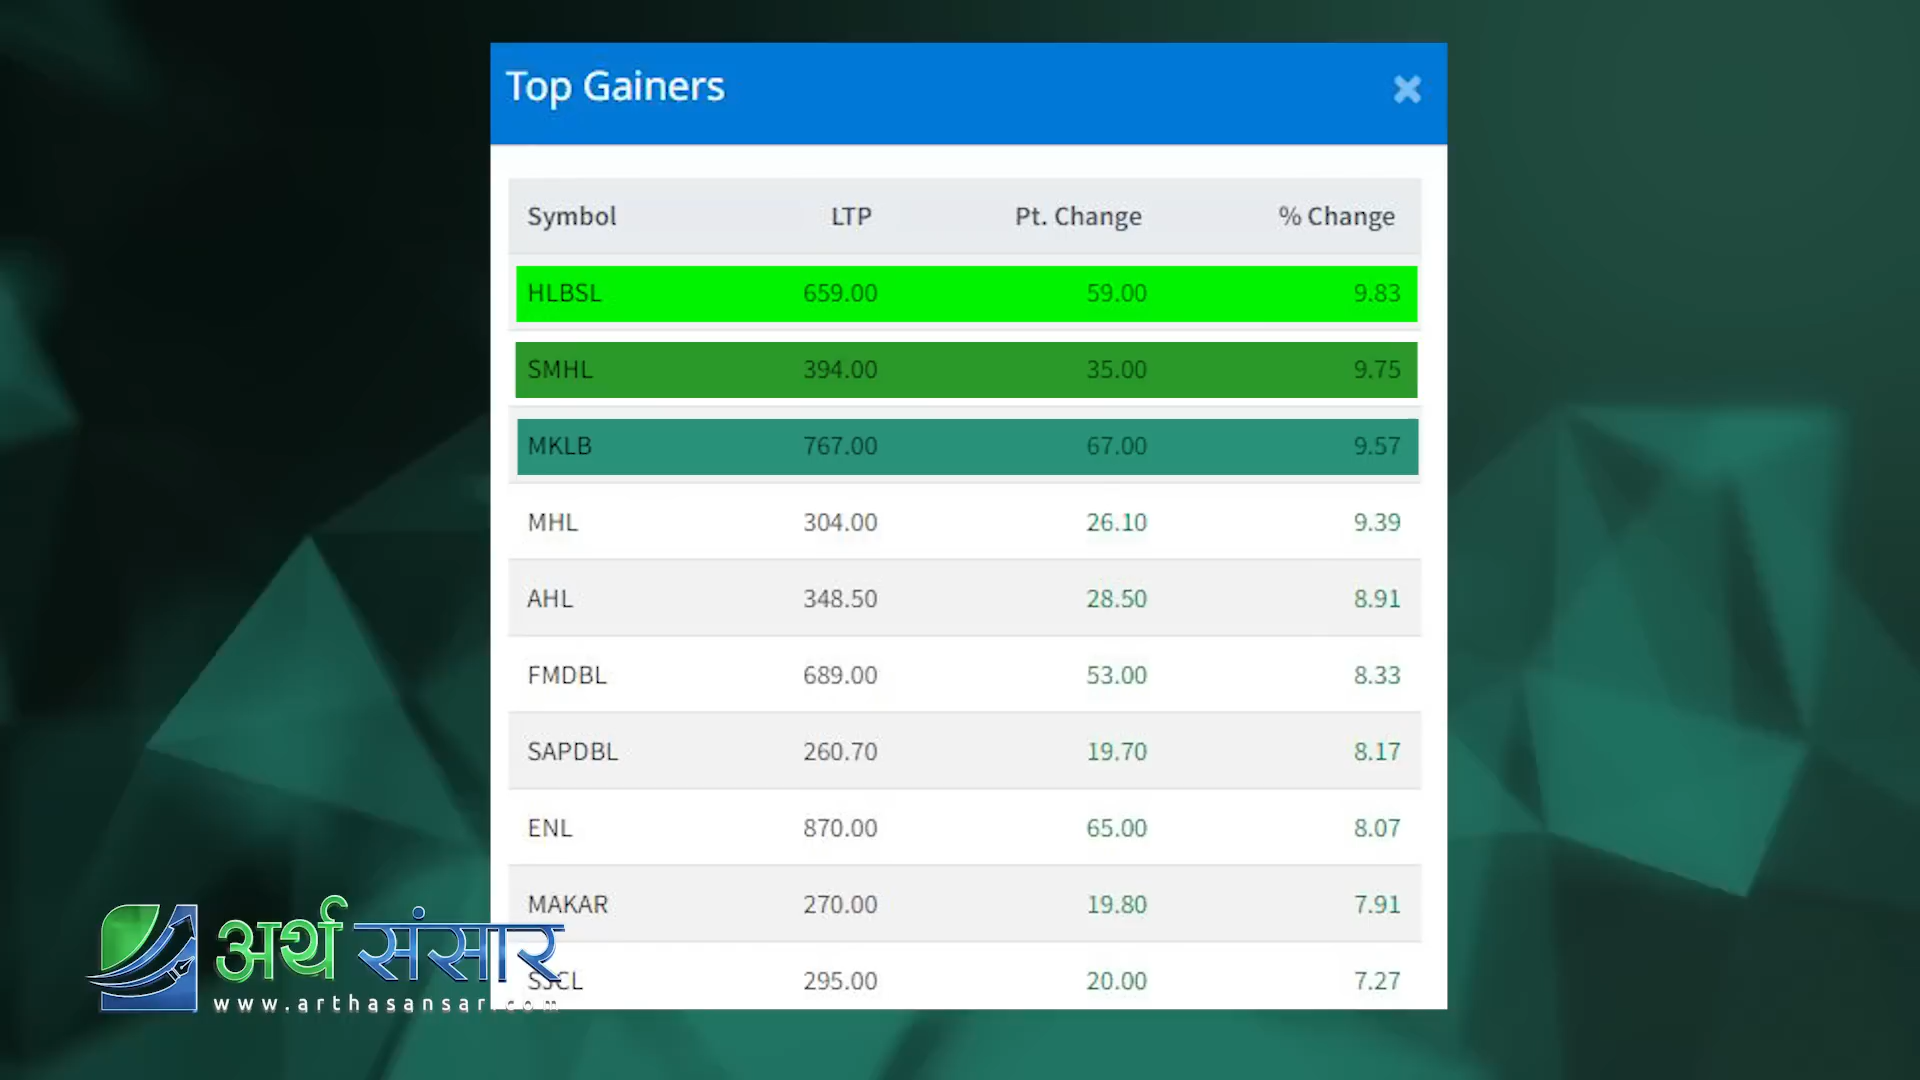 Top Gainers
Symbol LTP Pt. Change % Change
HLBSL 659.00 59.00 9.83
SMHL 394.00 35.00 9.75
MKLB 767.00 67.00 9.57
MHL 304.00 26.10 9.39
AHL 348.50 28.50 8.91
FMDBL 689.00 53.00 8.33
SAPDBL 260.70 19.70 8.17
ENL 870.00 65.00 8.07
MAKAR 270.00 19.80 7.91
SJCL 295.00 20.00 7.27
अर्थ संसार
www.arthasansar.com